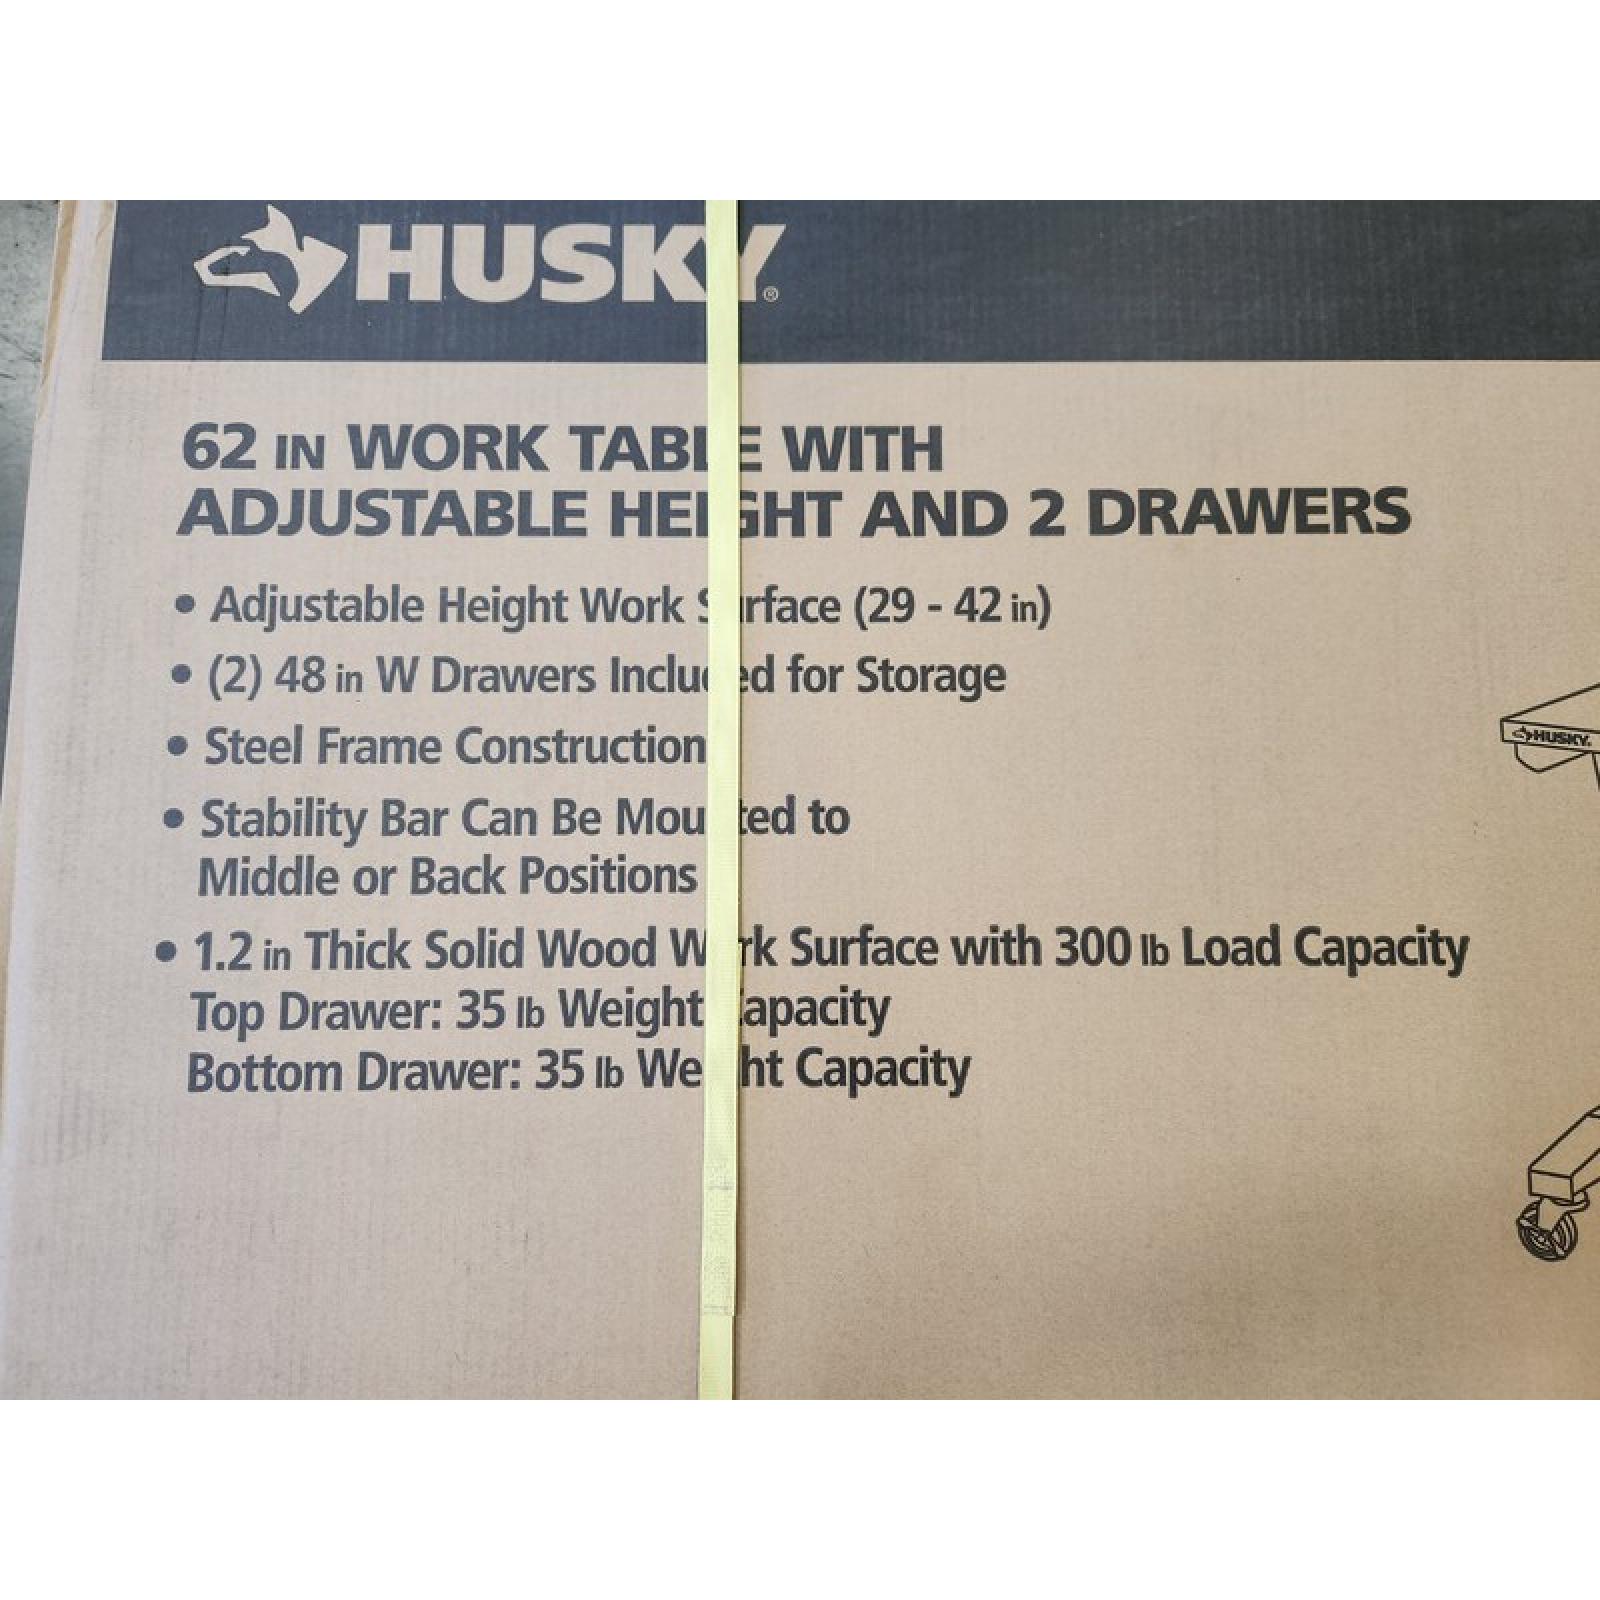 HUSKY®
62 IN WORK TABLE WITH
ADJUSTABLE HEIGHT AND 2 DRAWERS
• Adjustable Height Work Surface (29 - 42 in)
• (2) 48 in W Drawers Included for Storage
• Steel Frame Construction
• Stability Bar Can Be Mounted to
Middle or Back Positions
• 1.2 in Thick Solid Wood Work Surface with 300 lb Load Capacity
Top Drawer: 35 lb Weight Capacity
Bottom Drawer: 35 lb Weight Capacity
HUSKY